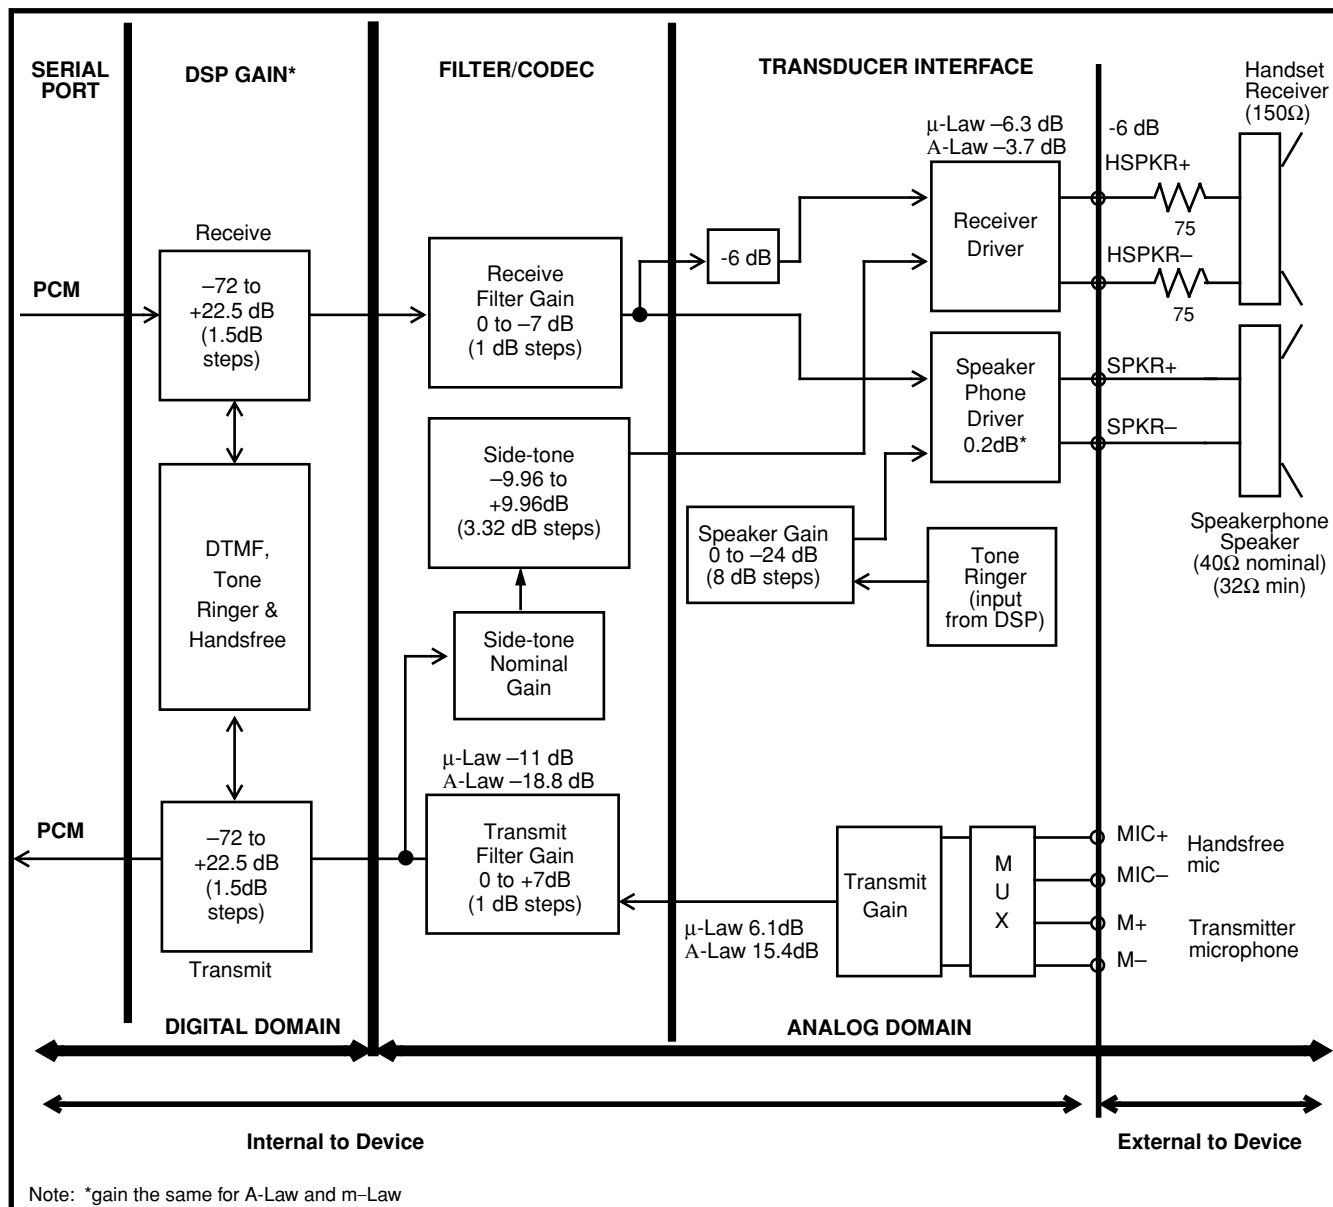 SERIAL
PORT
DSP GAIN*
FILTER/CODEC
TRANSDUCER INTERFACE
Handset
Receiver
(150Ω)
µ-Law –6.3 dB
A-Law –3.7 dB
-6 dB
HSPKR+
75
HSPKR–
75
Receive
PCM
–72 to
+22.5 dB
(1.5dB
steps)
Receive
Filter Gain
0 to –7 dB
(1 dB steps)
-6 dB
Receiver
Driver
Speaker
Phone
Driver
0.2dB*
SPKR+
SPKR–
Side-tone
–9.96 to
+9.96dB
(3.32 dB steps)
Speaker Gain
0 to –24 dB
(8 dB steps)
Tone
Ringer
(input
from DSP)
Speakerphone
Speaker
(40Ω nominal)
(32Ω min)
DTMF,
Tone
Ringer &
Handsfree
Side-tone
Nominal
Gain
µ-Law –11 dB
A-Law –18.8 dB
PCM
–72 to
+22.5 dB
(1.5dB
steps)
Transmit
Transmit
Filter Gain
0 to +7dB
(1 dB steps)
µ-Law 6.1dB
A-Law 15.4dB
Transmit
Gain
M
U
X
MIC+
MIC–
Handsfree
mic
M+
M–
Transmitter
microphone
DIGITAL DOMAIN
ANALOG DOMAIN
Internal to Device
External to Device
Note: *gain the same for A-Law and m–Law